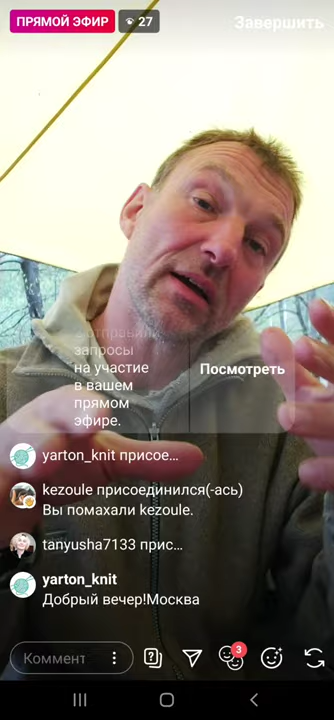 ПРЯМОЙ ЭФИР
27
Завершить
отправили
запросы
на участие
в вашем
прямом
эфире.
Посмотреть
yarton_knit присое...
kezoule присоединился(-ась)
Вы помахали kezoule.
tanyusha7133 прис...
yarton_knit
Добрый вечер!Москва
Коммент
3